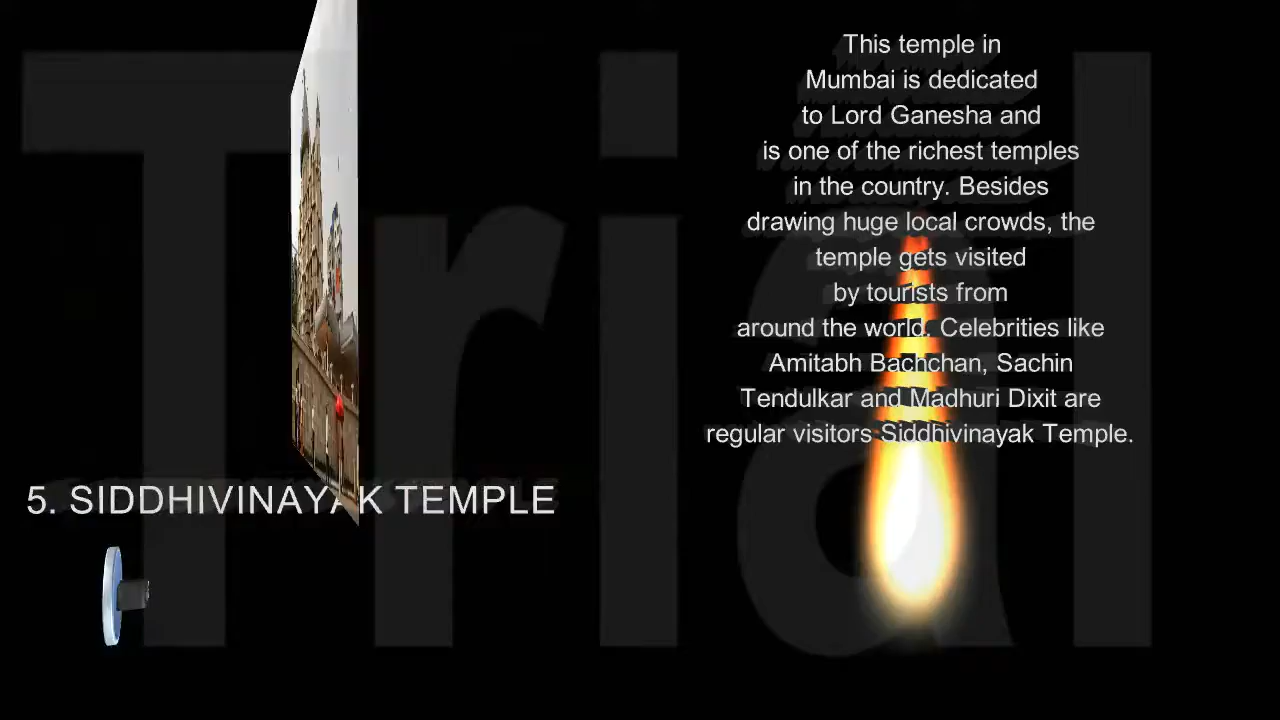 Trial
This temple in
Mumbai is dedicated
to Lord Ganesha and
is one of the richest temples
in the country. Besides
drawing huge local crowds, the
temple gets visited
by tourists from
around the world. Celebrities like
Amitabh Bachchan, Sachin
Tendulkar and Madhuri Dixit are
regular visitors Siddhivinayak Temple.
5. SIDDHIVINAYAK TEMPLE